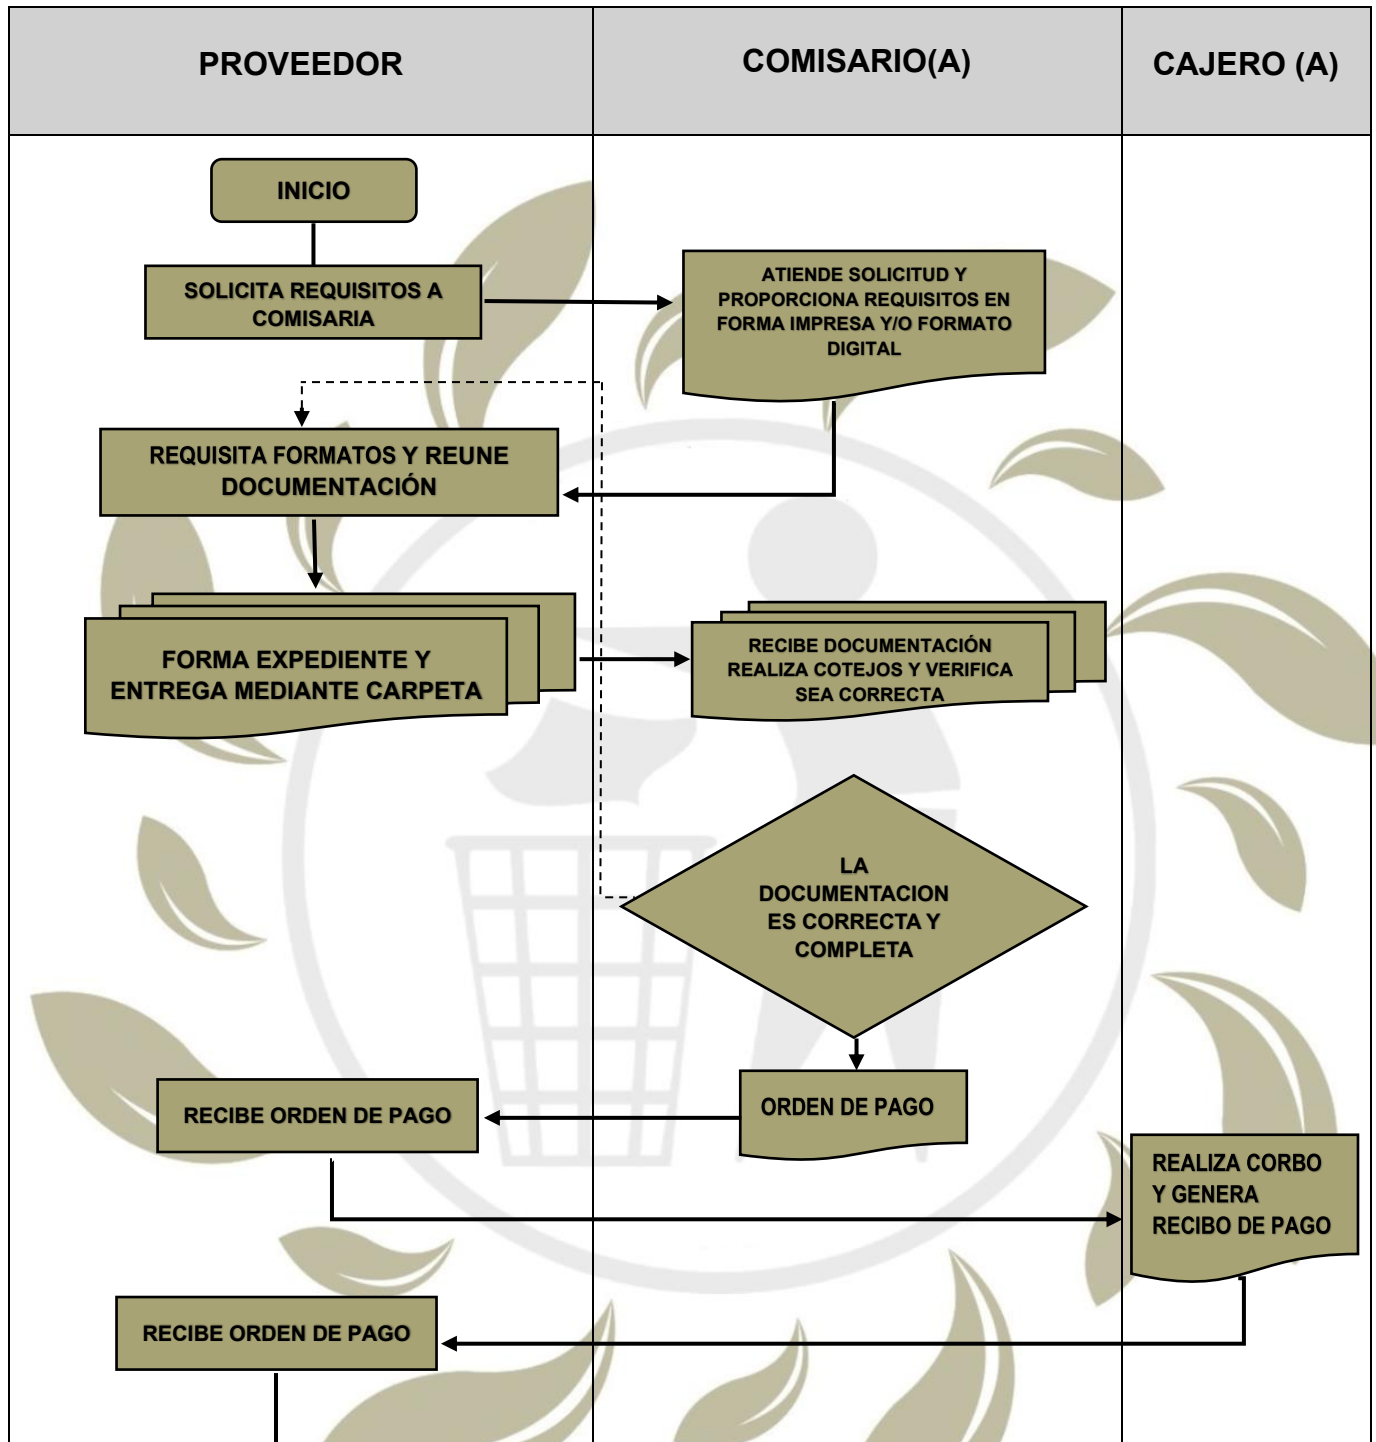 PROVEEDOR
COMISARIO(A)
CAJERO (A)
INICIO
SOLICITA REQUISITOS A
COMISARIA
ATIENDE SOLICITUD Y
PROPORCIONA REQUISITOS EN
FORMA IMPRESA Y/O FORMATO
DIGITAL
REQUISITA FORMATOS Y REUNE
DOCUMENTACIÓN
FORMA EXPEDIENTE Y
ENTREGA MEDIANTE CARPETA
RECIBE DOCUMENTACIÓN
REALIZA COTEJOS Y VERIFICA
SEA CORRECTA
LA
DOCUMENTACION
ES CORRECTA Y
COMPLETA
ORDEN DE PAGO
RECIBE ORDEN DE PAGO
REALIZA CORBO
Y GENERA
RECIBO DE PAGO
RECIBE ORDEN DE PAGO